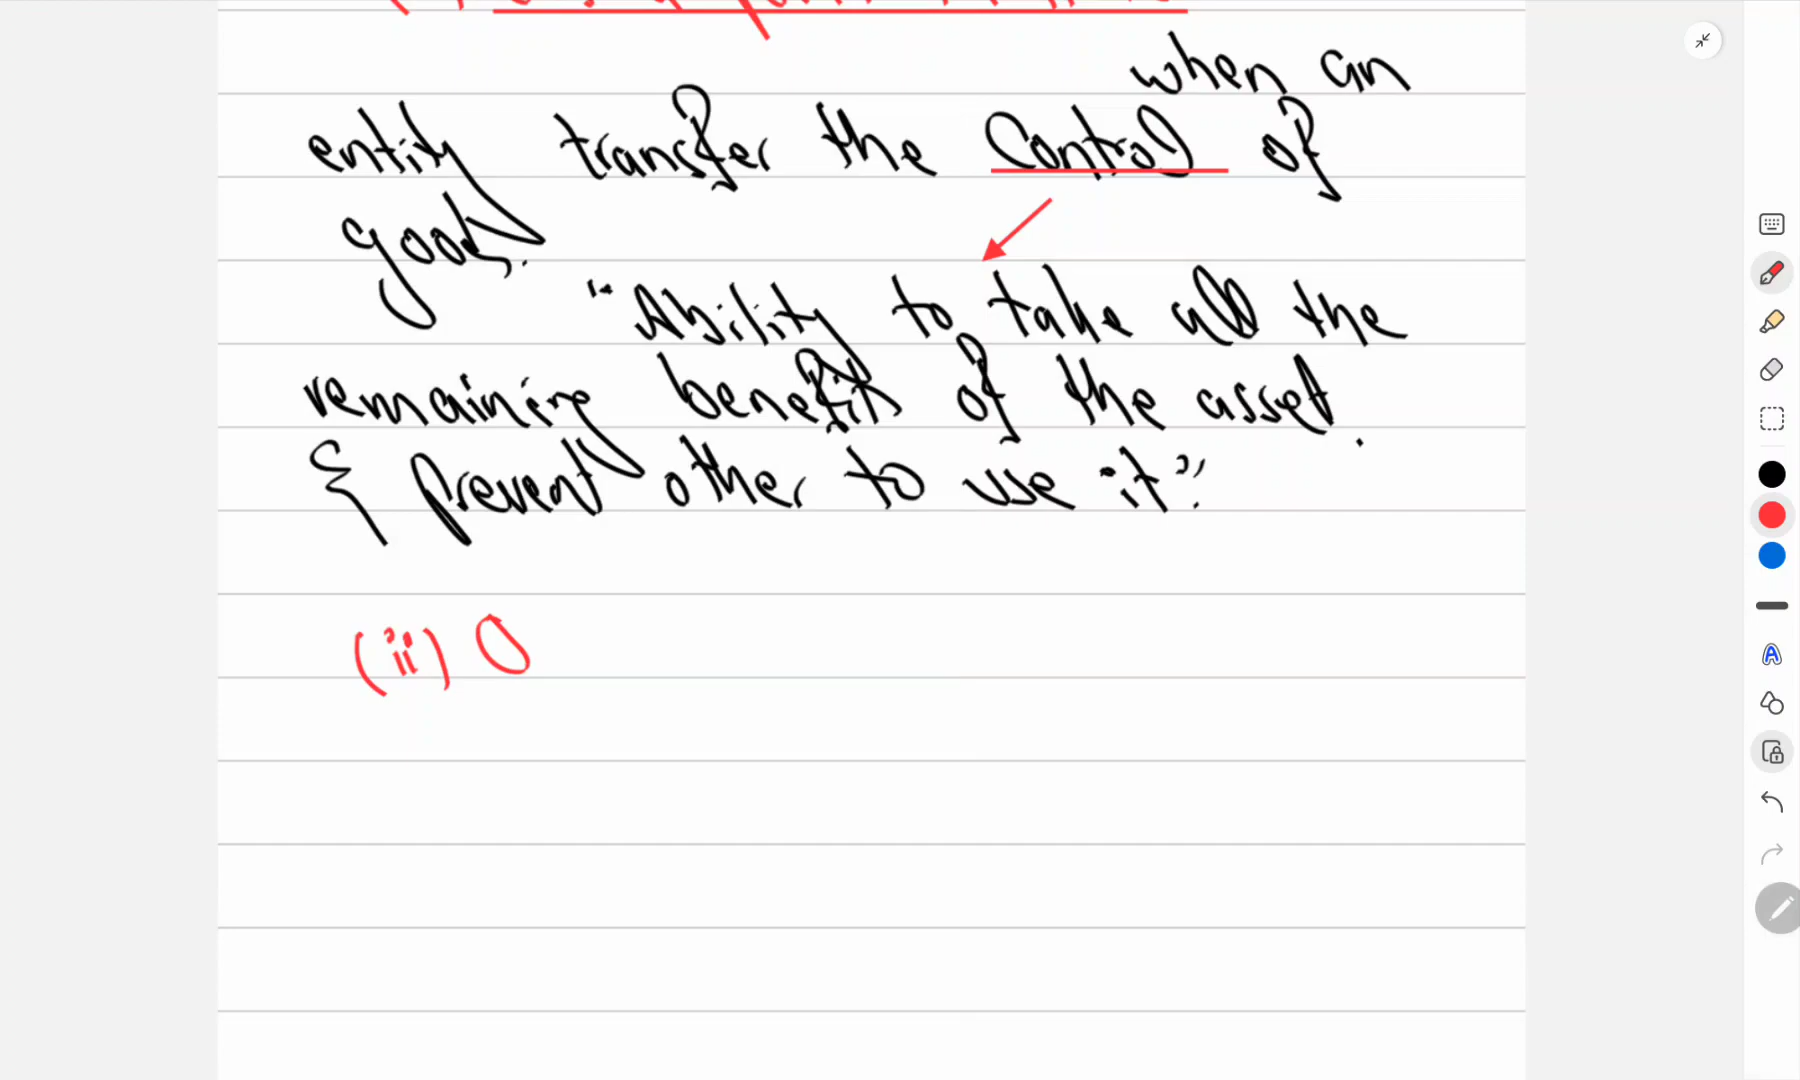 when an
entity transfer the Control of
goods.
"Ability to take all the
remaining benefits of the asset.
& prevent other to use it".
(ii) O
A